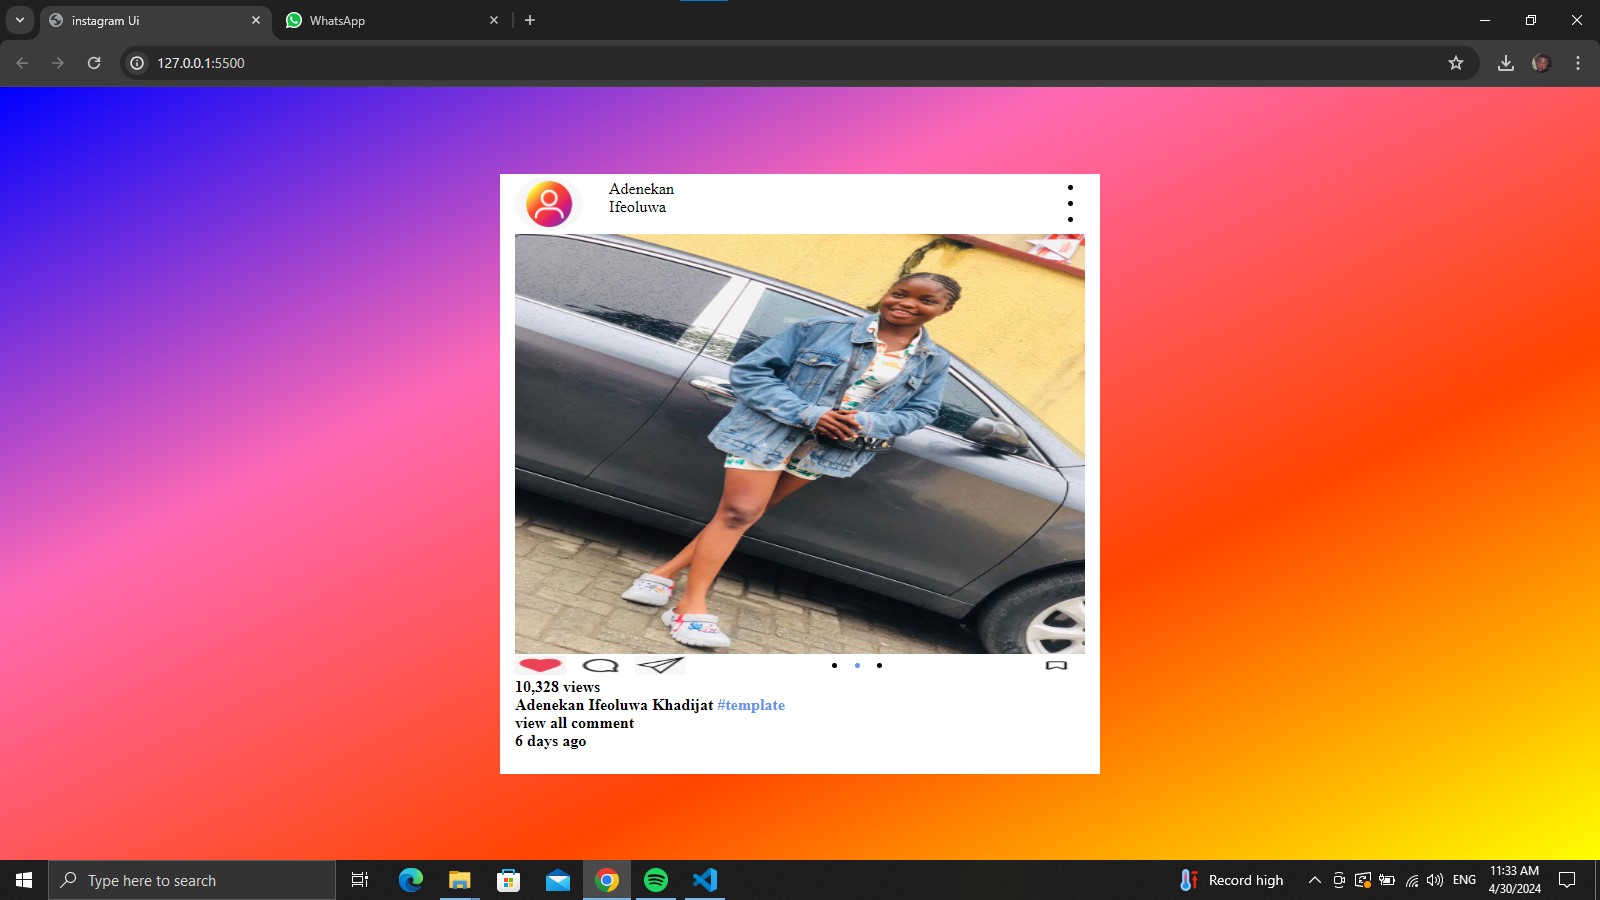 instagram Ui
WhatsApp
127.0.0.1:5500
Adenekan
Ifeoluwa
10,328 views
Adenekan Ifeoluwa Khadijat #template
view all comment
6 days ago
Type here to search
Record high
ENG
11:33 AM
4/30/2024